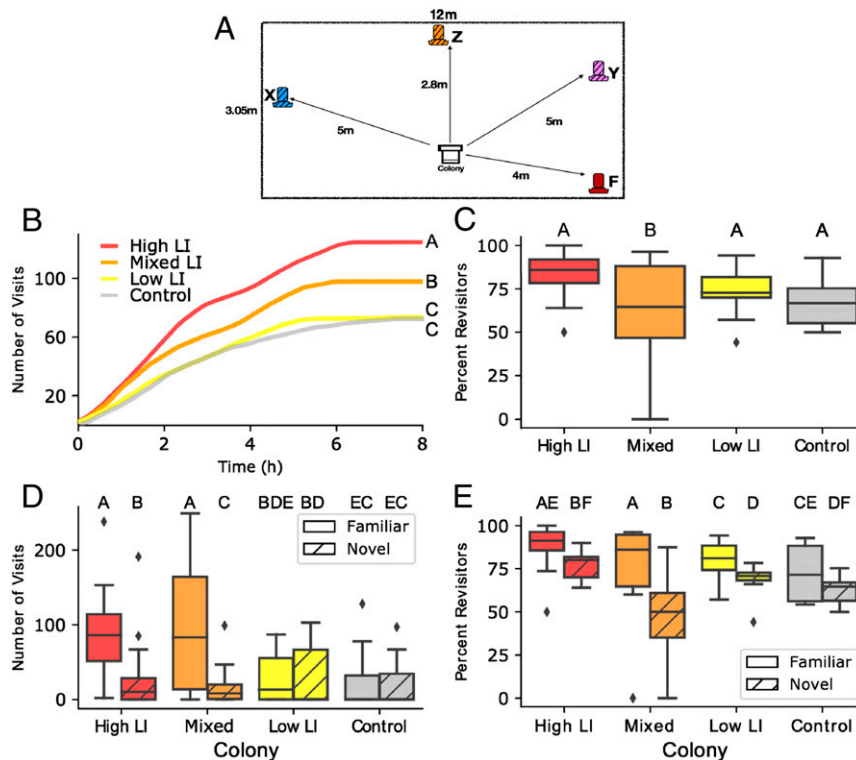 A
12m
Z
X
Y
2.8m
3.05m
5m
5m
Colony
4m
F
B
High LI
Mixed LI
Low LI
Control
A
B
C
C
Number of Visits
100
60
20
0
2
4
6
8
Time (h)
C
A
B
A
A
Percent Revisitors
100
75
50
25
0
High LI
Mixed
Low LI
Control
D
A
B
A
C
BDE
BD
EC
EC
Familiar
Novel
Number of Visits
200
100
0
High LI
Mixed
Low LI
Control
Colony
E
AE
BF
A
B
C
D
CE
DF
Percent Revisitors
100
75
50
25
0
Familiar
Novel
High LI
Mixed
Low LI
Control
Colony